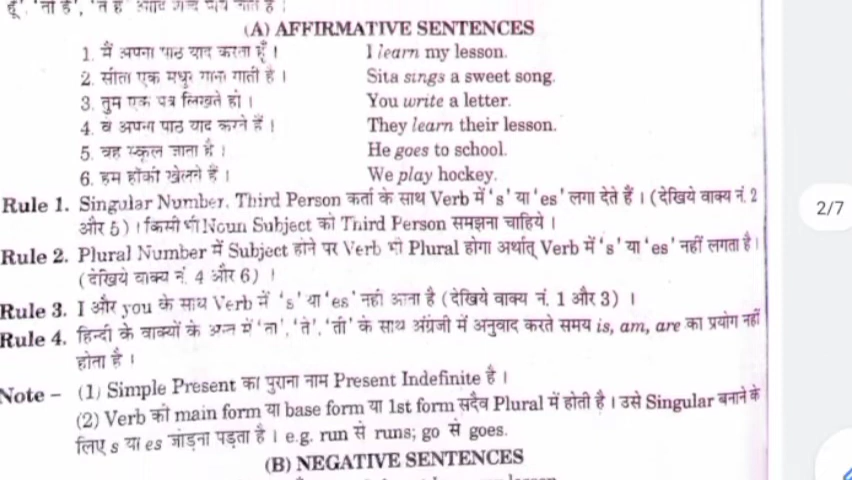 हूँ', 'ता है', 'ते हैं' आदि शब्द पाये जाते हैं।
(A) AFFIRMATIVE SENTENCES
1. मैं अपना पाठ याद करता हूँ। I learn my lesson.
2. सीता एक मधुर गाना गाती है। Sita sings a sweet song.
3. तुम एक पत्र लिखते हो। You write a letter.
4. वे अपना पाठ याद करते हैं। They learn their lesson.
5. वह स्कूल जाता है। He goes to school.
6. हम हॉकी खेलते हैं। We play hockey.
Rule 1. Singular Number, Third Person कर्ता के साथ Verb में 's' या 'es' लगा देते हैं। (देखिये वाक्य नं. 2
और 5)। किसी भी Noun Subject को Third Person समझना चाहिये।
2/7
Rule 2. Plural Number में Subject होने पर Verb भी Plural होगा अर्थात् Verb में 's' या 'es' नहीं लगता है।
(देखिये वाक्य नं. 4 और 6)।
Rule 3. I और you के साथ Verb में 's' या 'es' नहीं आता है (देखिये वाक्य नं. 1 और 3)।
Rule 4. हिन्दी के वाक्यों के अन्त में 'ता', 'ते', 'ती' के साथ अंग्रेजी में अनुवाद करते समय is, am, are का प्रयोग नहीं
होता है।
Note – (1) Simple Present का पुराना नाम Present Indefinite है।
(2) Verb की main form या base form या 1st form सदैव Plural में होती है। उसे Singular बनाने के
लिए s या es जोड़ना पड़ता है। e.g. run से runs; go से goes.
(B) NEGATIVE SENTENCES